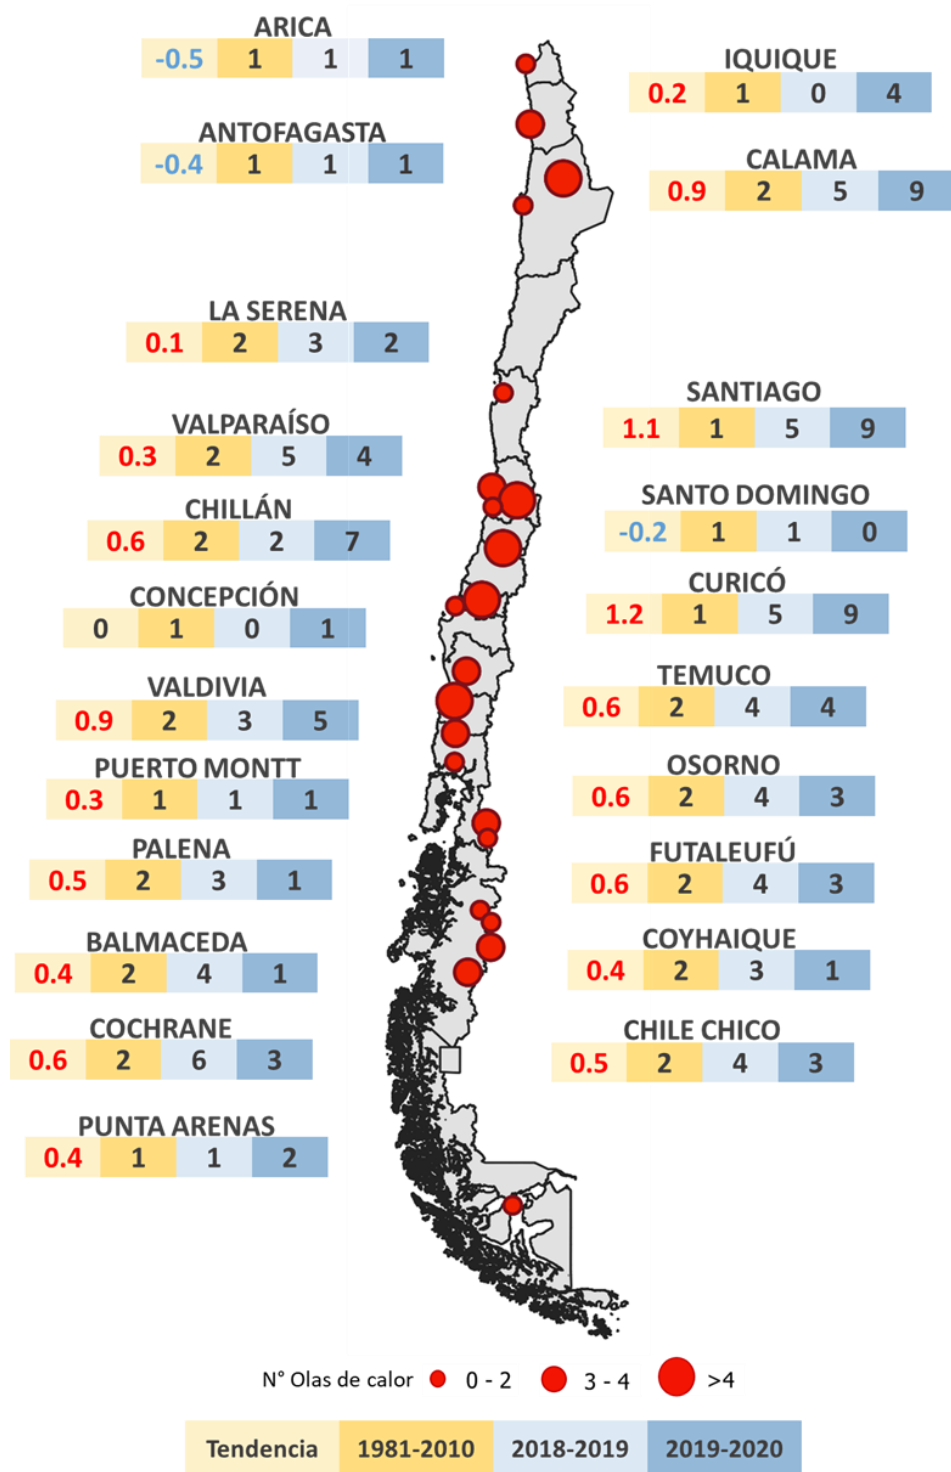 ARICA
-0.5 1 1 1
IQUIQUE
0.2 1 0 4
ANTOFAGASTA
-0.4 1 1 1
CALAMA
0.9 2 5 9
LA SERENA
0.1 2 3 2
SANTIAGO
1.1 1 5 9
VALPARAÍSO
0.3 2 5 4
SANTO DOMINGO
-0.2 1 1 0
CHILLÁN
0.6 2 2 7
CURICÓ
1.2 1 5 9
CONCEPCIÓN
0 1 0 1
TEMUCO
0.6 2 4 4
VALDIVIA
0.9 2 3 5
OSORNO
0.6 2 4 3
PUERTO MONTT
0.3 1 1 1
FUTALEUFÚ
0.6 2 4 3
PALENA
0.5 2 3 1
COYHAIQUE
0.4 2 3 1
BALMACEDA
0.4 2 4 1
CHILE CHICO
0.5 2 4 3
COCHRANE
0.6 2 6 3
PUNTA ARENAS
0.4 1 1 2
N° Olas de calor 0 - 2 3 - 4 >4
Tendencia 1981-2010 2018-2019 2019-2020